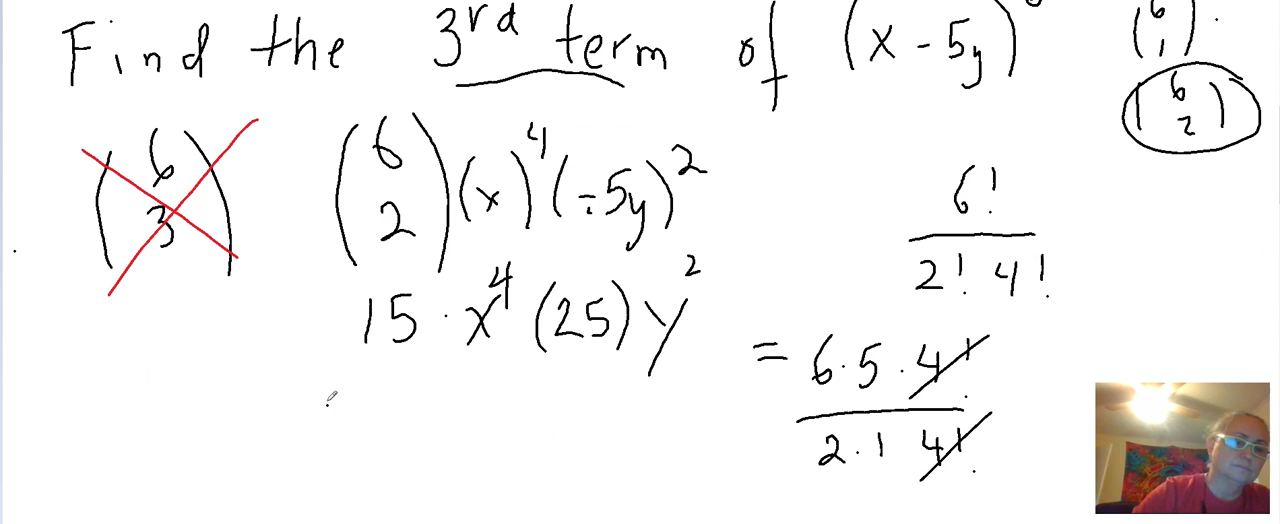 Find the 3rd term of (x - 5y)
(6 1)
(6 2)
(6 3)
(6 2) (x)^4 (-5y)^2
15 · x^4 (25) y^2
6!
2! 4!
= 6·5·4!
2·1 4!